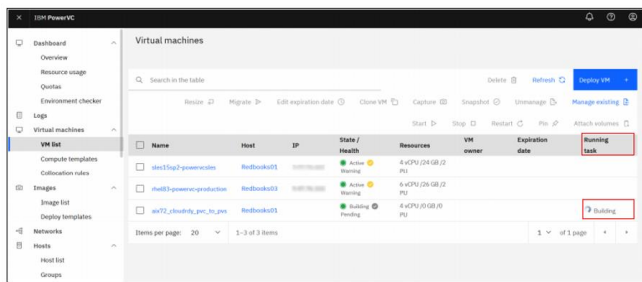 IBM PowerVC
Dashboard
Overview
Resource usage
Quotas
Environment checker
Logs
Virtual machines
VM list
Compute templates
Collocation rules
Images
Image list
Deploy templates
Networks
Hosts
Host list
Groups
Virtual machines
Search in the table
Delete Refresh Deploy VM +
Resize Migrate Edit expiration date Clone VM Capture Snapshot Unmanage Manage existing
Start Stop Restart Pin Attach volumes
Name Host IP State / Health Resources VM owner Expiration date Running task
sles15sp2-powervcsles Redbooks01 Active Warning 4 vCPU /24 GB /2 PU
rhel83-powervc-production Redbooks03 Active Warning 6 vCPU /26 GB /2 PU
aix72_cloudrdy_pvc_to_pvs Redbooks01 Building Pending 4 vCPU /0 GB /0 PU Building
Items per page: 20 1–3 of 3 items 1 of 1 page